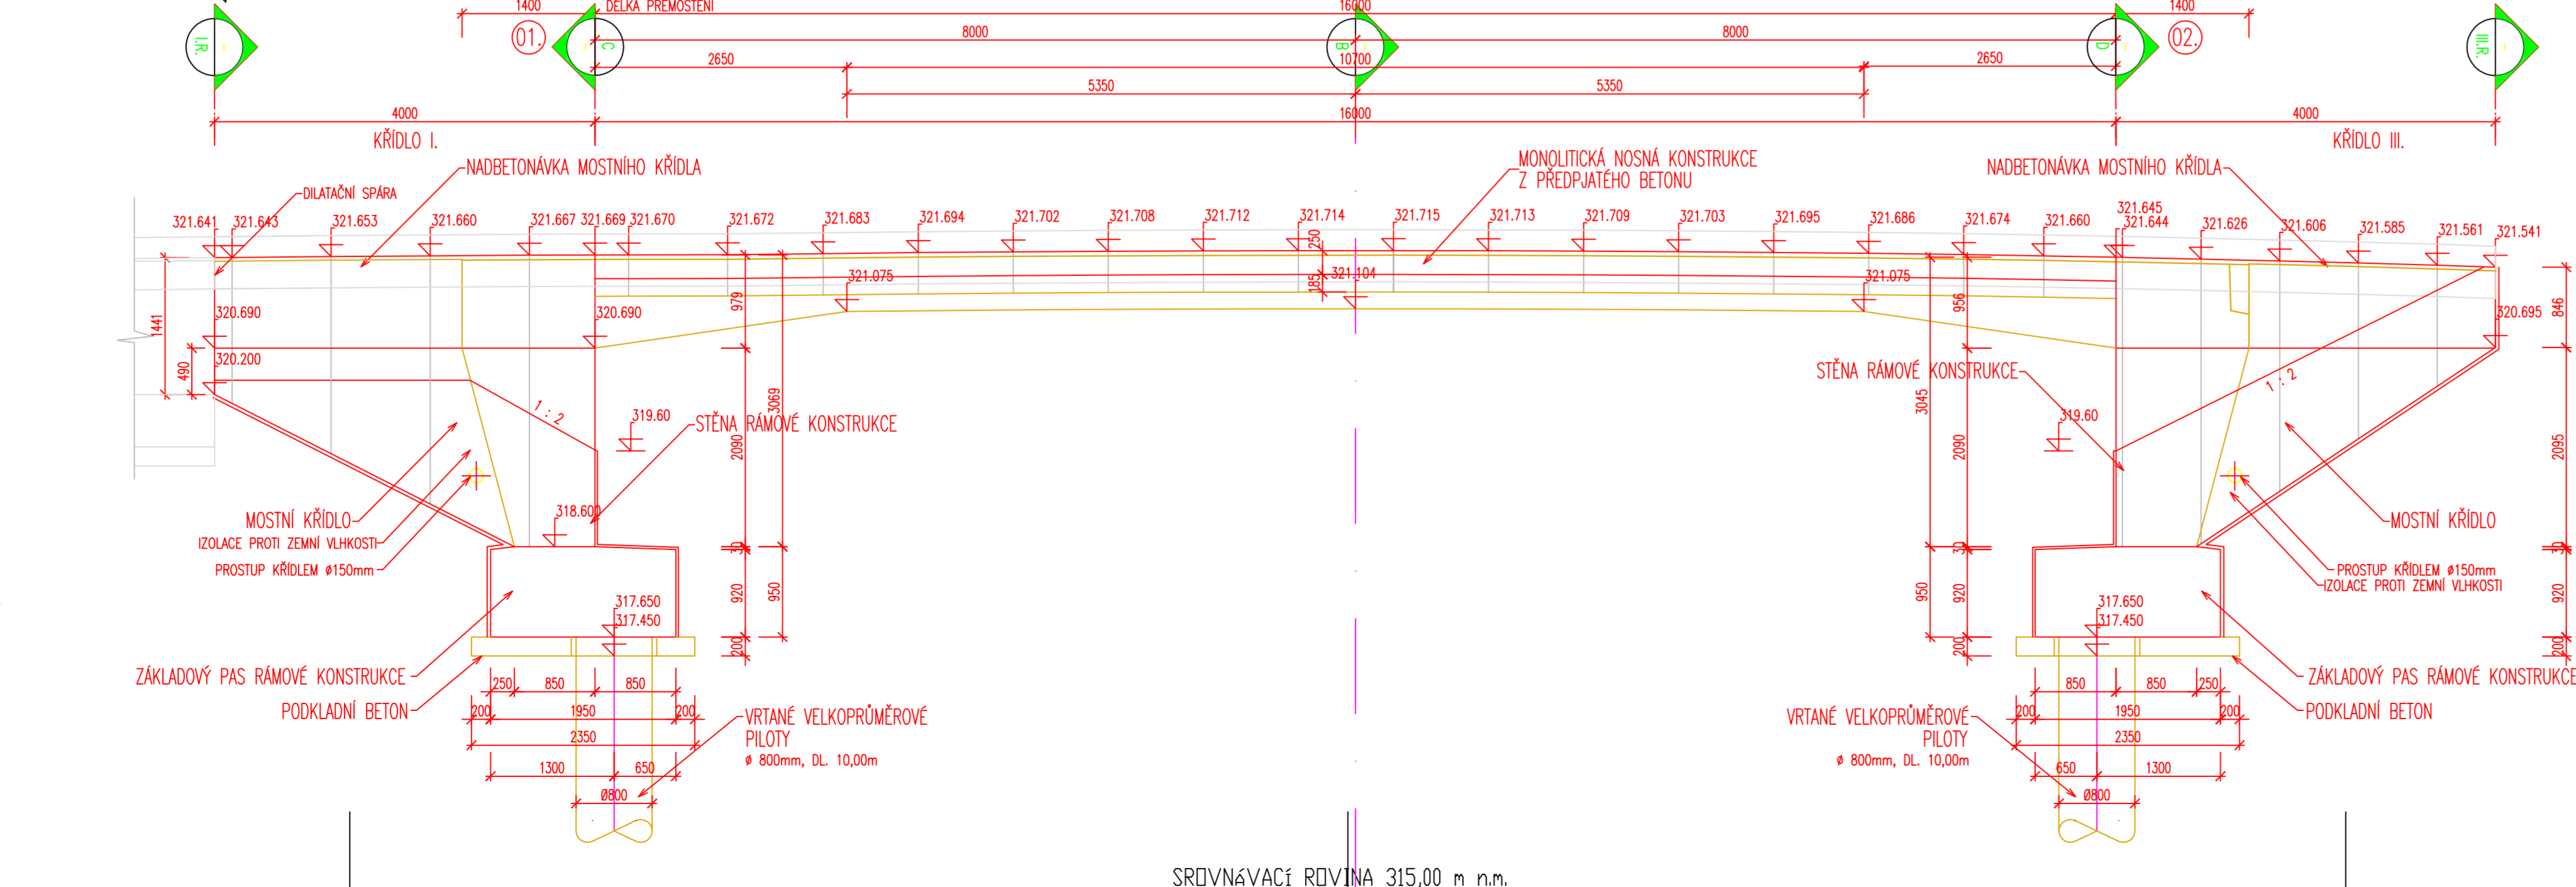 1400
DÉLKA PŘEMOSTĚNÍ
16000
1400
I.R.
01.
C
8000
B
8000
D
02.
III.R.
2650
10700
2650
5350
5350
4000
16000
4000
KŘÍDLO I.
KŘÍDLO III.
NADBETONÁVKA MOSTNÍHO KŘÍDLA
MONOLITICKÁ NOSNÁ KONSTRUKCE
Z PŘEDPJATÉHO BETONU
NADBETONÁVKA MOSTNÍHO KŘÍDLA
DILATAČNÍ SPÁRA
321.641 321.643 321.653 321.660 321.667 321.669 321.670 321.672 321.683 321.694 321.702 321.708 321.712 321.714 321.715 321.713 321.709 321.703 321.695 321.686 321.674 321.660 321.645 321.644 321.626 321.606 321.585 321.561 321.541
250
185
321.075
321.104
321.075
1441
490
320.690
320.200
320.690
979
3069
2090
956
3045
2090
846
320.695
2095
1 : 2
1 : 2
319.60
319.60
STĚNA RÁMOVÉ KONSTRUKCE
STĚNA RÁMOVÉ KONSTRUKCE
318.600
MOSTNÍ KŘÍDLO
IZOLACE PROTI ZEMNÍ VLHKOSTI
PROSTUP KŘÍDLEM ø150mm
MOSTNÍ KŘÍDLO
PROSTUP KŘÍDLEM ø150mm
IZOLACE PROTI ZEMNÍ VLHKOSTI
30
920
950
200
950
30
920
200
30
920
200
317.650
317.450
317.650
317.450
ZÁKLADOVÝ PAS RÁMOVÉ KONSTRUKCE
PODKLADNÍ BETON
ZÁKLADOVÝ PAS RÁMOVÉ KONSTRUKCE
PODKLADNÍ BETON
250 850 850
200 1950 200
2350
1300 650
Ø800
VRTANÉ VELKOPRŮMĚROVÉ
PILOTY
ø 800mm, DL. 10,00m
VRTANÉ VELKOPRŮMĚROVÉ
PILOTY
ø 800mm, DL. 10,00m
850 850 250
200 1950 200
2350
650 1300
Ø800
SROVNÁVACÍ ROVINA 315,00 m n.m.